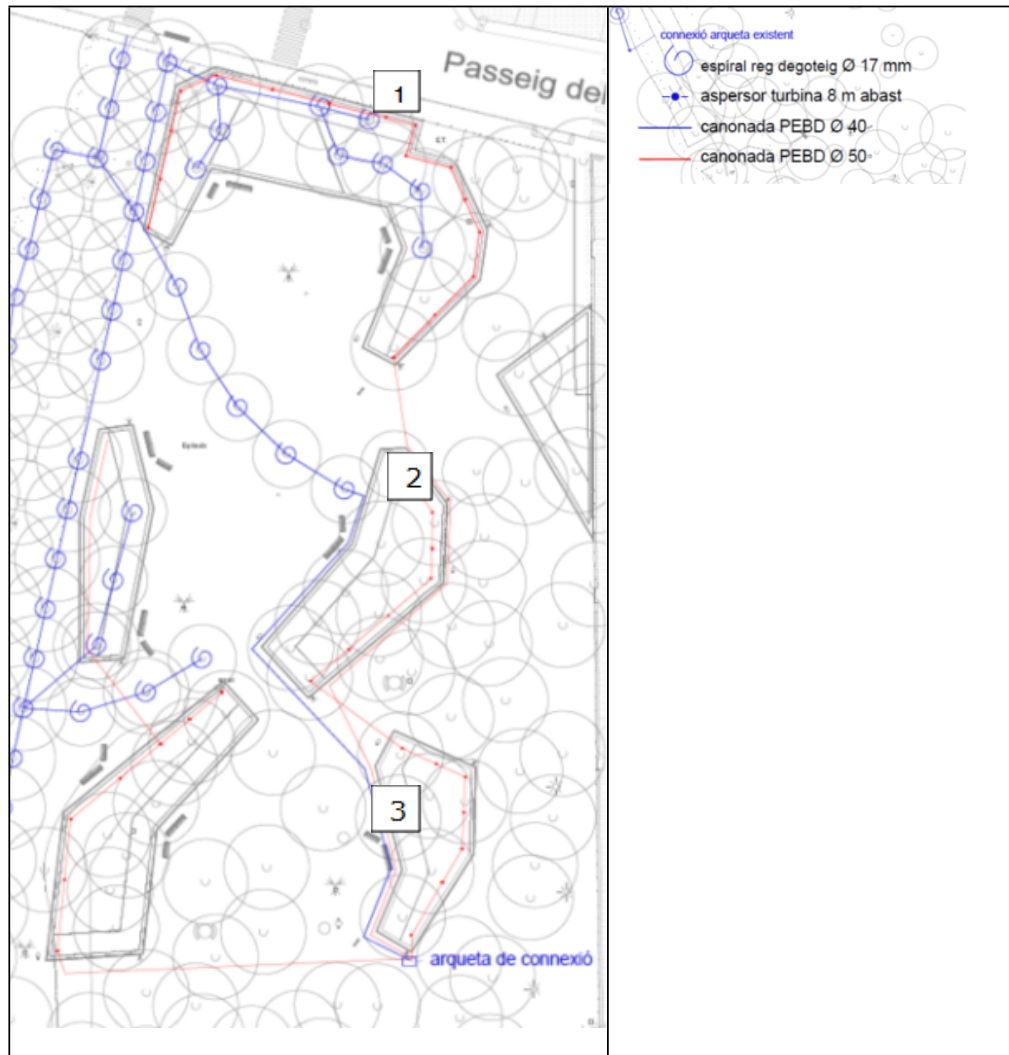 Passeig del
1
E.T.
2
3
arqueta de connexió
connexió arqueta existent
espiral reg degoteig Ø 17 mm
aspersor turbina 8 m abast
canonada PEBD Ø 40
canonada PEBD Ø 50